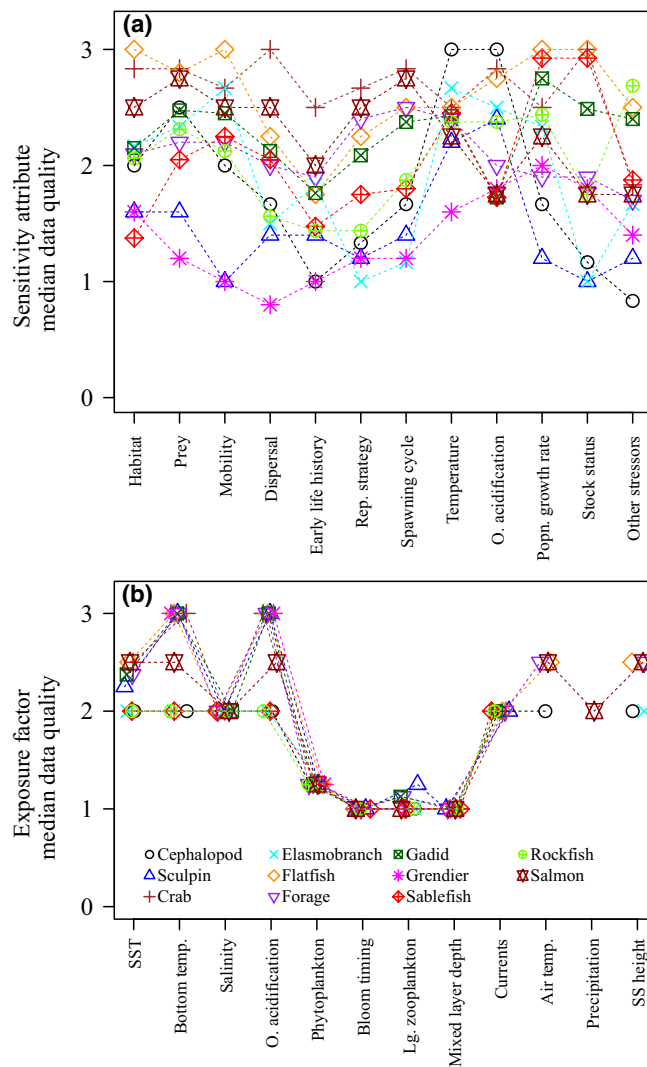 (a)
3
2
1
0
Sensitivity attribute
median data quality
Habitat
Prey
Mobility
Dispersal
Early life history
Rep. strategy
Spawning cycle
Temperature
O. acidification
Popn. growth rate
Stock status
Other stressors
(b)
3
2
1
0
Exposure factor
median data quality
Cephalopod Elasmobranch Gadid Rockfish
Sculpin Flatfish Grendier Salmon
Crab Forage Sablefish
SST
Bottom temp.
Salinity
O. acidification
Phytoplankton
Bloom timing
Lg. zooplankton
Mixed layer depth
Currents
Air temp.
Precipitation
SS height